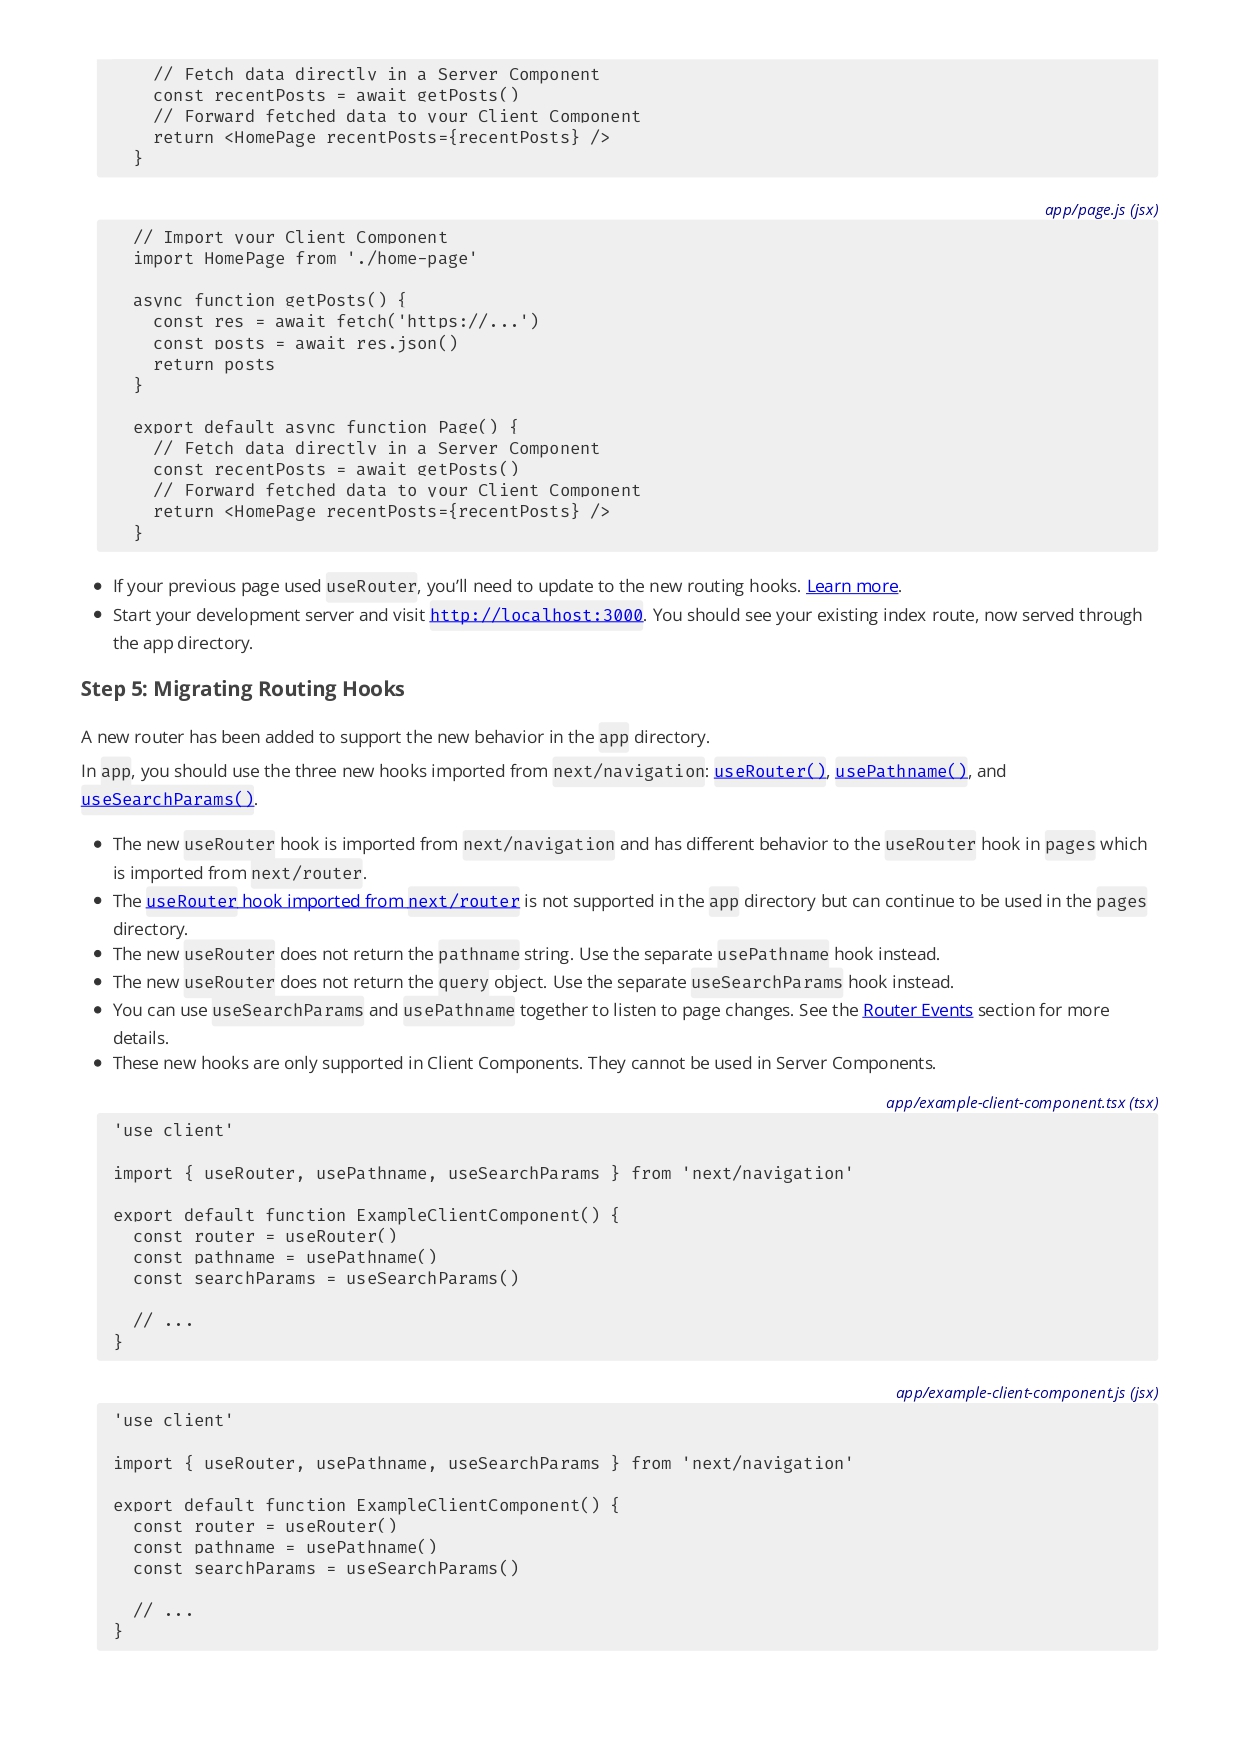 // Fetch data directly in a Server Component
const recentPosts = await getPosts()
// Forward fetched data to your Client Component
return <HomePage recentPosts={recentPosts} />
}
app/page.js (jsx)
// Import your Client Component
import HomePage from './home-page'
async function getPosts() {
const res = await fetch('https://...')
const posts = await res.json()
return posts
}
export default async function Page() {
// Fetch data directly in a Server Component
const recentPosts = await getPosts()
// Forward fetched data to your Client Component
return <HomePage recentPosts={recentPosts} />
}
• If your previous page used useRouter, you’ll need to update to the new routing hooks. Learn more.
• Start your development server and visit http://localhost:3000. You should see your existing index route, now served through
the app directory.
Step 5: Migrating Routing Hooks
A new router has been added to support the new behavior in the app directory.
In app, you should use the three new hooks imported from next/navigation: useRouter(), usePathname(), and
useSearchParams().
• The new useRouter hook is imported from next/navigation and has different behavior to the useRouter hook in pages which
is imported from next/router.
• The useRouter hook imported from next/router is not supported in the app directory but can continue to be used in the pages
directory.
• The new useRouter does not return the pathname string. Use the separate usePathname hook instead.
• The new useRouter does not return the query object. Use the separate useSearchParams hook instead.
• You can use useSearchParams and usePathname together to listen to page changes. See the Router Events section for more
details.
• These new hooks are only supported in Client Components. They cannot be used in Server Components.
app/example-client-component.tsx (tsx)
'use client'
import { useRouter, usePathname, useSearchParams } from 'next/navigation'
export default function ExampleClientComponent() {
const router = useRouter()
const pathname = usePathname()
const searchParams = useSearchParams()
// ...
}
app/example-client-component.js (jsx)
'use client'
import { useRouter, usePathname, useSearchParams } from 'next/navigation'
export default function ExampleClientComponent() {
const router = useRouter()
const pathname = usePathname()
const searchParams = useSearchParams()
// ...
}